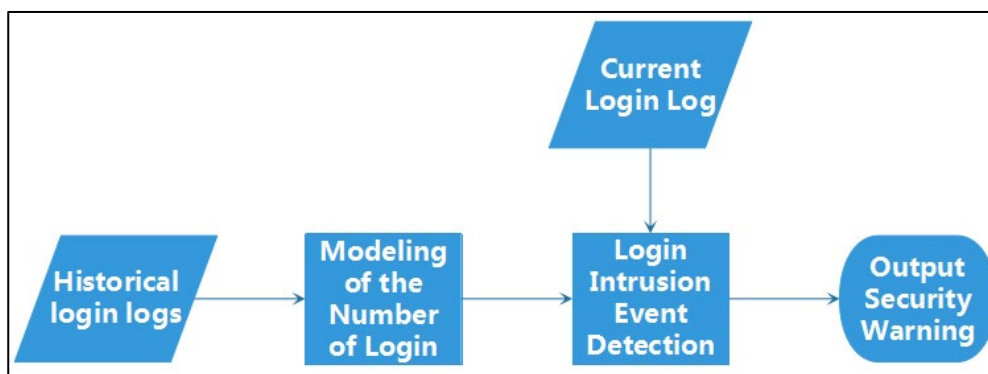 Current
Login Log
Historical
login logs
Modeling
of the
Number
of Login
Login
Intrusion
Event
Detection
Output
Security
Warning